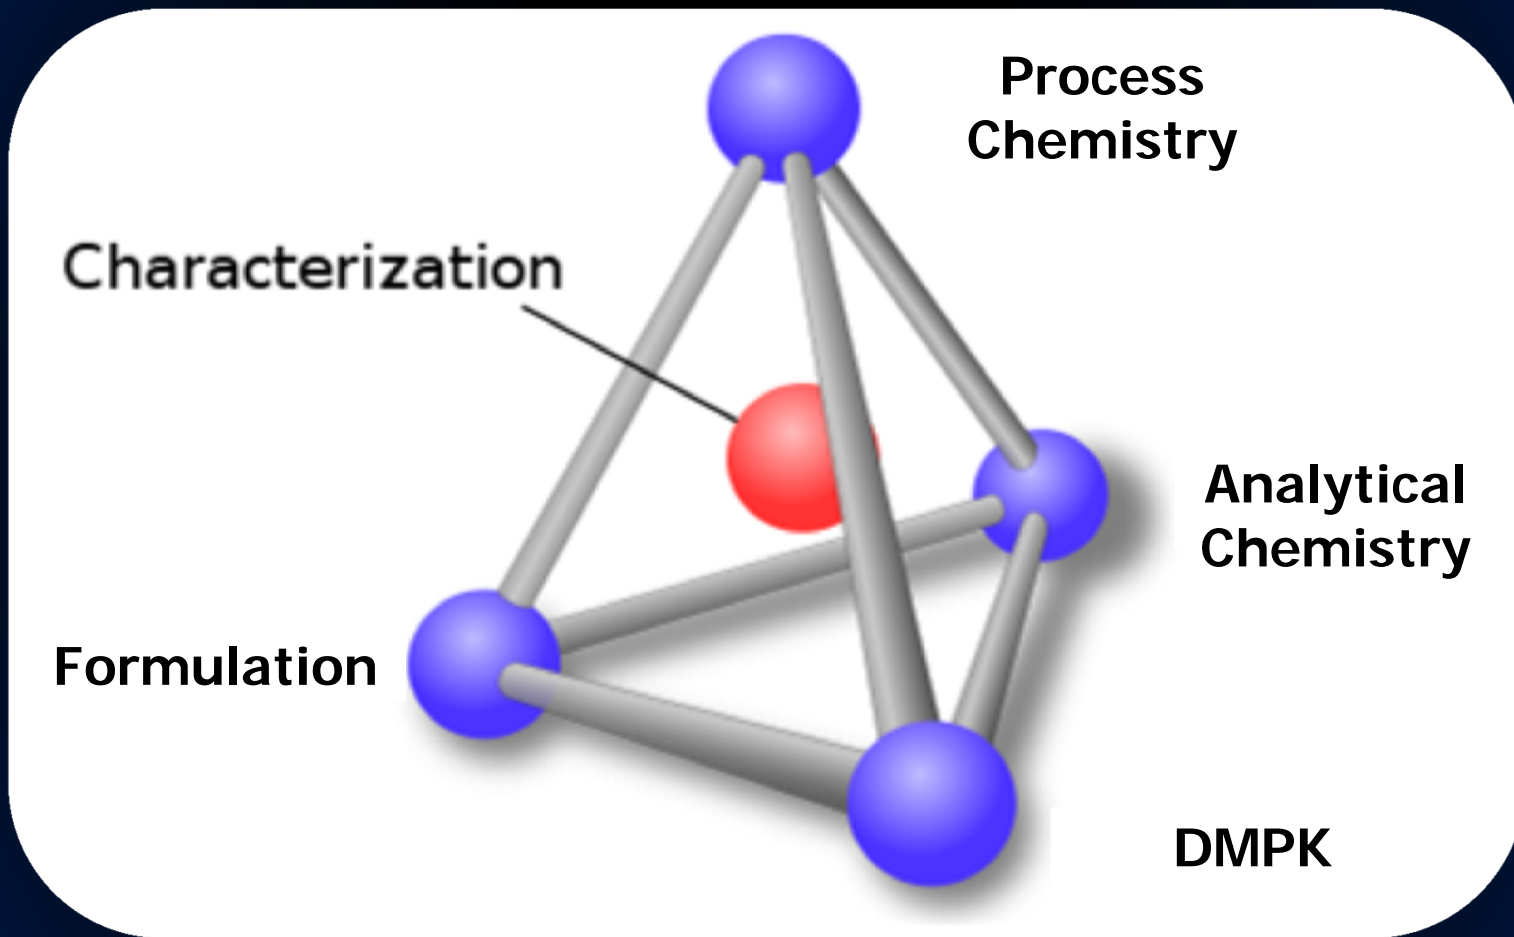 Process
Chemistry
Characterization
Analytical
Chemistry
Formulation
DMPK